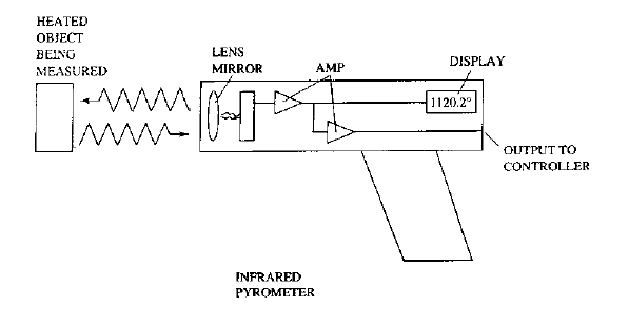 HEATED
OBJECT
BEING
MEASURED
LENS
MIRROR
AMP
DISPLAY
1120.2°
OUTPUT TO
CONTROLLER
INFRARED
PYROMETER